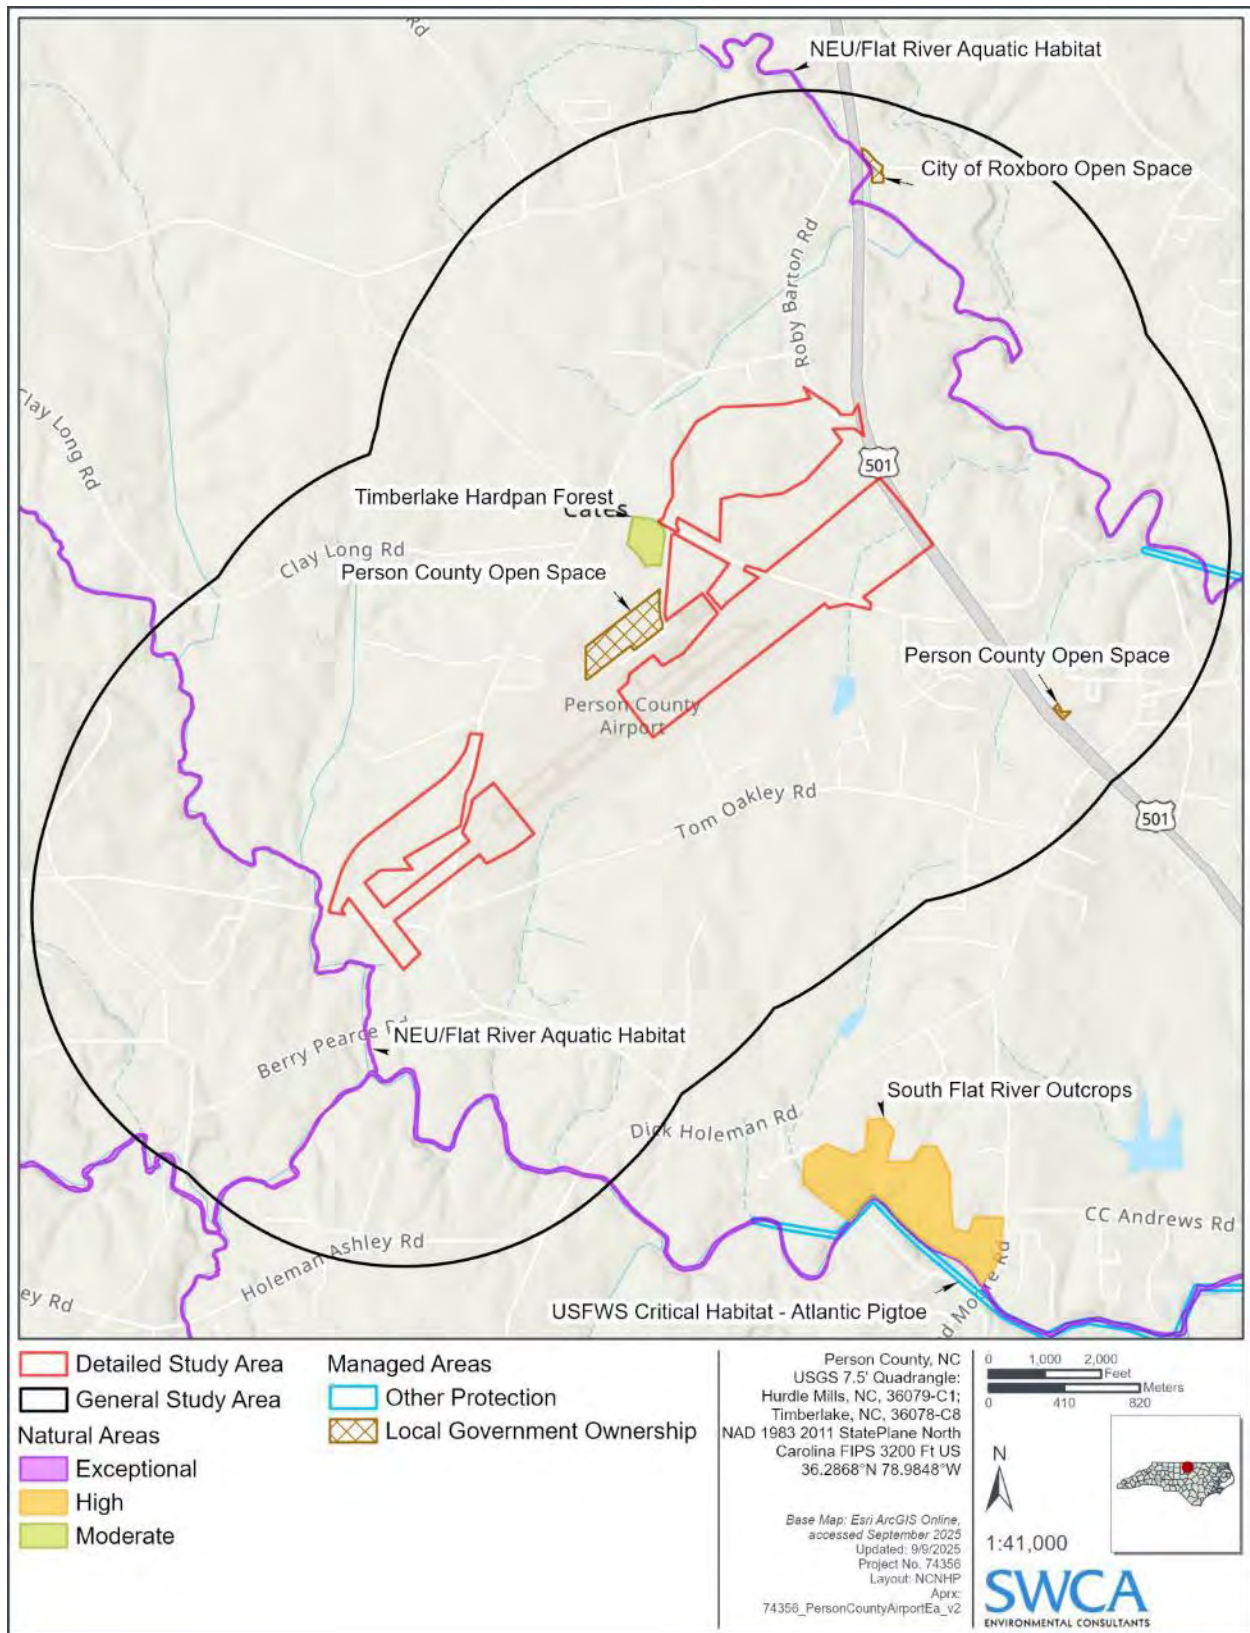 Rd
NEU/Flat River Aquatic Habitat
City of Roxboro Open Space
Roby Barton Rd
Clay Long Rd
501
Timberlake Hardpan Forest
Cates
Clay Long Rd
Person County Open Space
Person County Open Space
Person County
Airport
Tom Oakley Rd
501
NEU/Flat River Aquatic Habitat
Berry Pearce Rd
South Flat River Outcrops
Dick Holeman Rd
CC Andrews Rd
Holeman Ashley Rd
ey Rd
USFWS Critical Habitat - Atlantic Pigtoe
d Moore Rd
Detailed Study Area
General Study Area
Natural Areas
Exceptional
High
Moderate
Managed Areas
Other Protection
Local Government Ownership
Person County, NC
USGS 7.5' Quadrangle:
Hurdle Mills, NC, 36079-C1;
Timberlake, NC, 36078-C8
NAD 1983 2011 StatePlane North
Carolina FIPS 3200 Ft US
36.2868°N 78.9848°W
Base Map: Esri ArcGIS Online,
accessed September 2025
Updated: 9/9/2025
Project No. 74356
Layout: NCNHP
Aprx:
74356_PersonCountyAirportEa_v2
0 1,000 2,000
Feet
Meters
0 410 820
N
1:41,000
SWCA
ENVIRONMENTAL CONSULTANTS